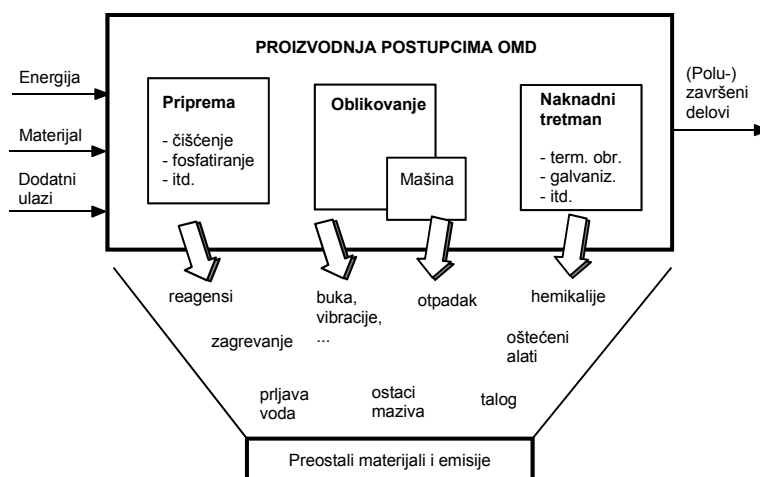 PROIZVODNJA POSTUPCIMA OMD
Energija
Materijal
Dodatni
ulazi
Priprema
- čišćenje
- fosfatiranje
- itd.
Oblikovanje
Mašina
Naknadni
tretman
- term. obr.
- galvaniz.
- itd.
(Polu-)
završeni
delovi
reagensi
buka,
vibracije,
...
otpadak
hemikalije
zagrevanje
oštećeni
alati
prljava
voda
ostaci
maziva
talog
Preostali materijali i emisije